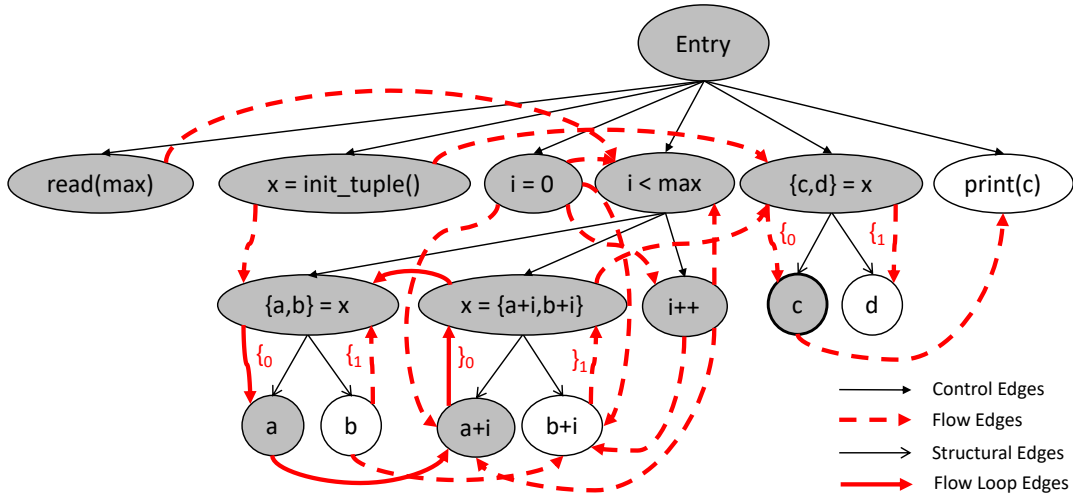 Entry
read(max)
x = init_tuple()
i = 0
i < max
{c,d} = x
print(c)
{0
{1
{a,b} = x
x = {a+i,b+i}
i++
c
d
{0
{1
}0
}1
a
b
a+i
b+i
Control Edges
Flow Edges
Structural Edges
Flow Loop Edges